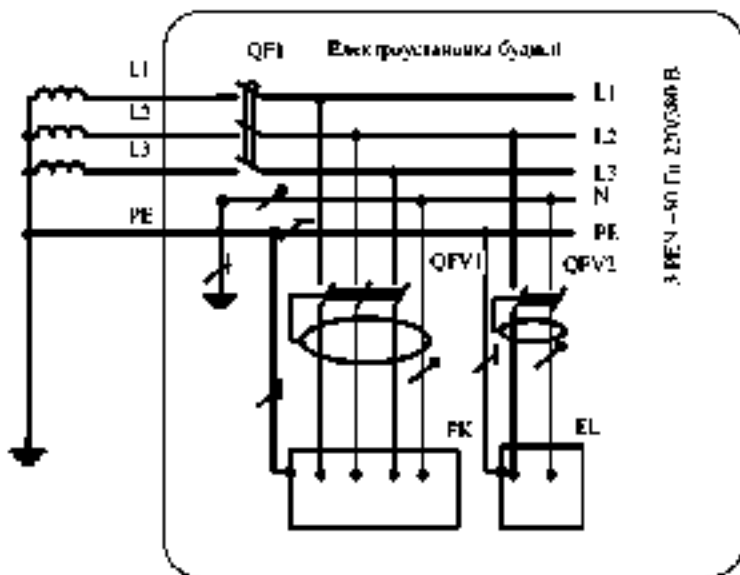 QF1
Електроустановка будівлі
L1
L2
L3
PE
L1
L2
L3
N
PE
3 PEN ~50 Гц 220/380 В
QFV1
QFV2
EK
EL